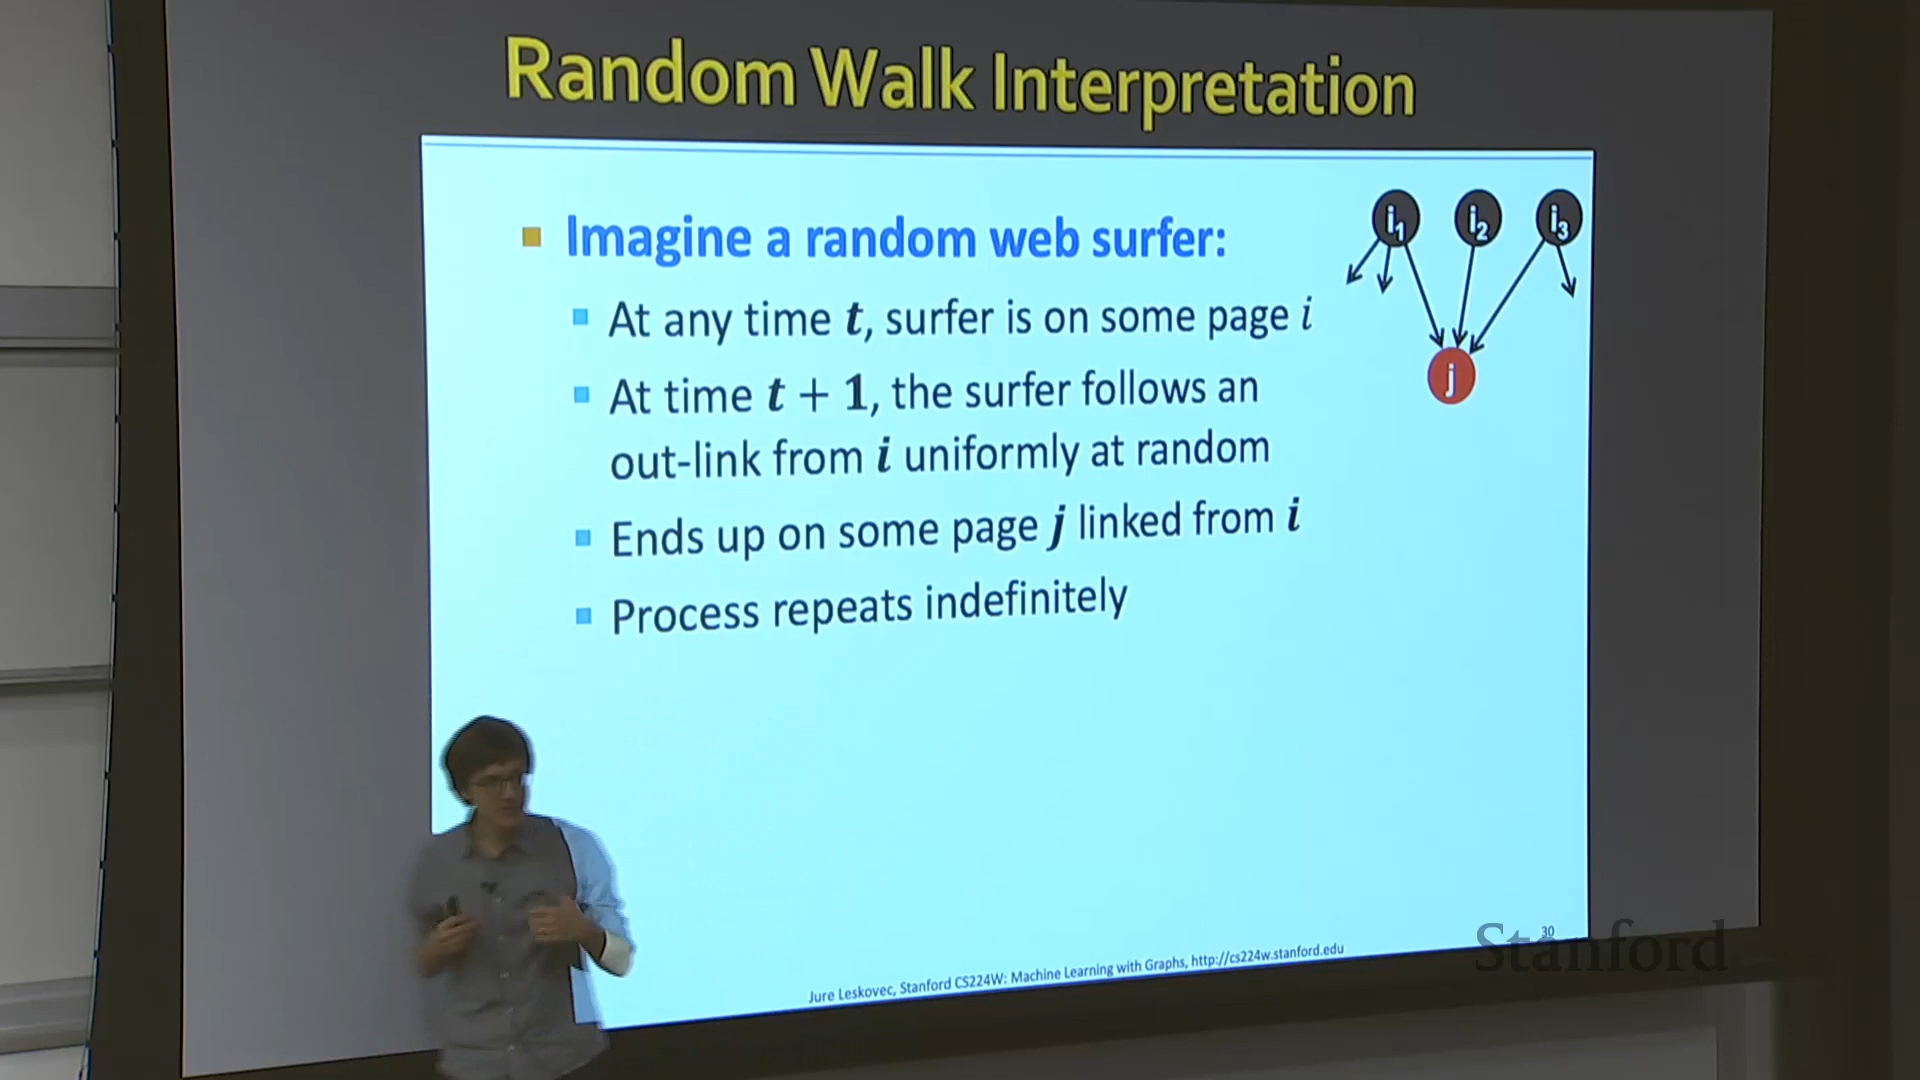 Random Walk Interpretation
Imagine a random web surfer:
i1 i2 i3
At any time t, surfer is on some page i
j
At time t + 1, the surfer follows an
out-link from i uniformly at random
Ends up on some page j linked from i
Process repeats indefinitely
30
Stanford
Jure Leskovec, Stanford CS224W: Machine Learning with Graphs, http://cs224w.stanford.edu